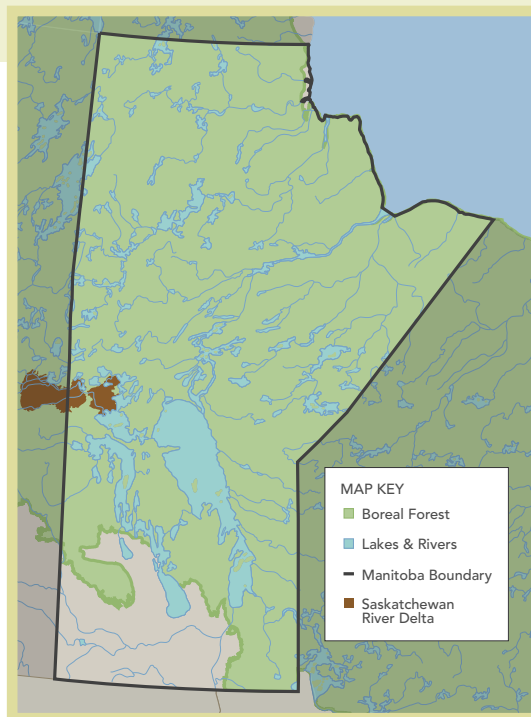 MAP KEY
Boreal Forest
Lakes & Rivers
Manitoba Boundary
Saskatchewan
River Delta